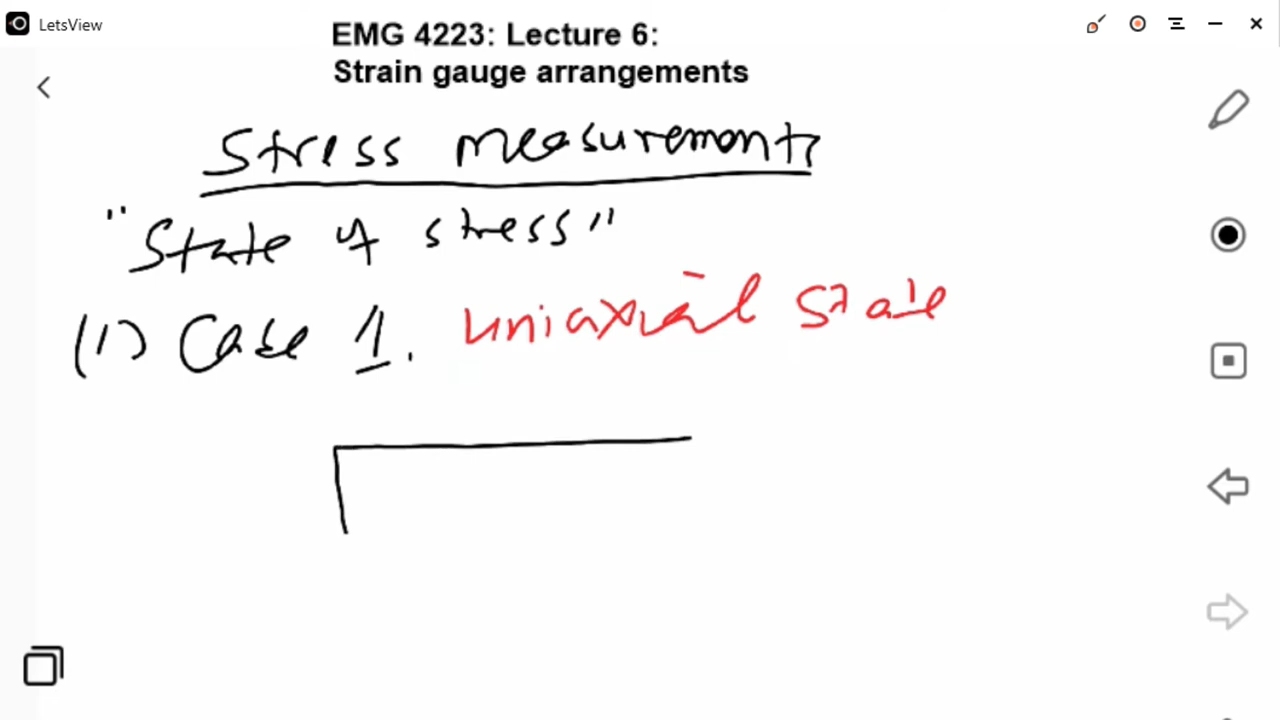 LetsView
EMG 4223: Lecture 6:
Strain gauge arrangements
Stress measurements
"State of stress"
(1) Case 1. uniaxial state